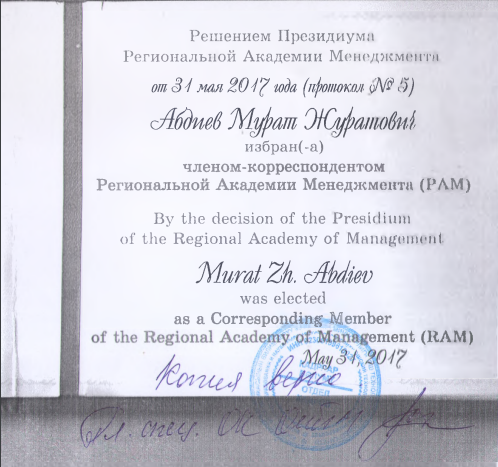 Решением Президиума
Региональной Академии Менеджмента
от 31 мая 2017 года (протокол № 5)
Абдиев Мурат Журатович
избран(-а)
членом-корреспондентом
Региональной Академии Менеджмента (РАМ)
By the decision of the Presidium
of the Regional Academy of Management
Murat Zh. Abdiev
was elected
as a Corresponding Member
of the Regional Academy of Management (RAM)
May 31, 2017
Копия верна
ОТДЕЛ
Гл. спец. ОК